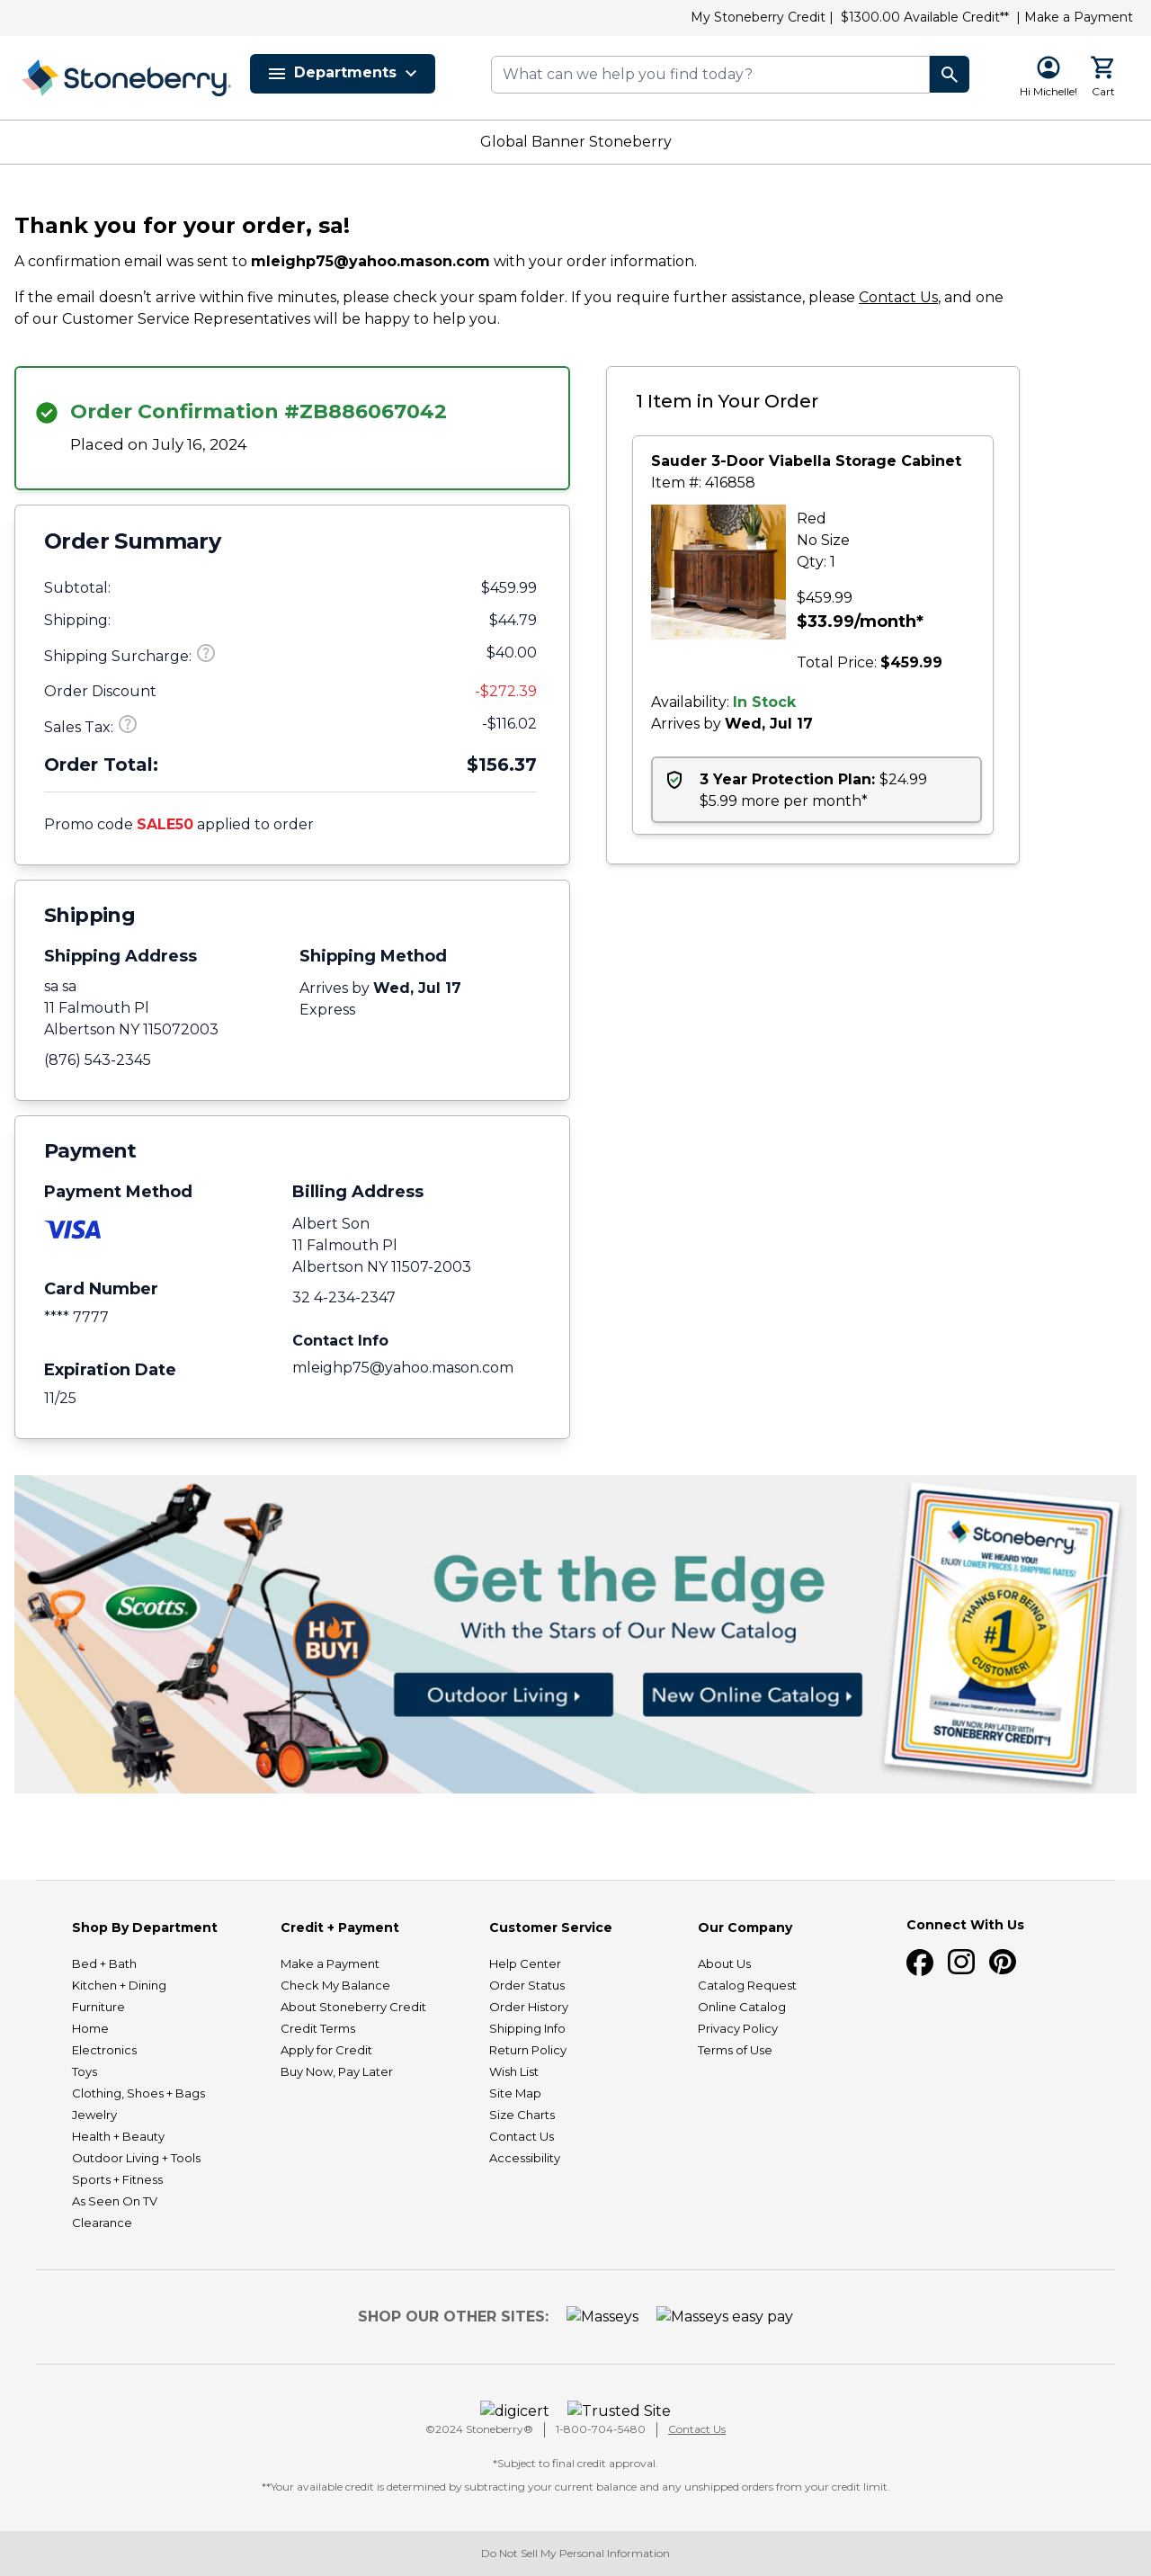 My Stoneberry Credit | $1300.00 Available Credit** | Make a Payment
Stoneberry
Departments
What can we help you find today?
Hi Michelle!
Cart
Global Banner Stoneberry
Thank you for your order, sa!
A confirmation email was sent to mleighp75@yahoo.mason.com with your order information.
If the email doesn’t arrive within five minutes, please check your spam folder. If you require further assistance, please Contact Us, and one
of our Customer Service Representatives will be happy to help you.
Order Confirmation #ZB886067042
Placed on July 16, 2024
Order Summary
Subtotal: $459.99
Shipping: $44.79
Shipping Surcharge: $40.00
Order Discount -$272.39
Sales Tax: -$116.02
Order Total: $156.37
Promo code SALE50 applied to order
1 Item in Your Order
Sauder 3-Door Viabella Storage Cabinet
Item #: 416858
Red
No Size
Qty: 1
$459.99
$33.99/month*
Total Price: $459.99
Availability: In Stock
Arrives by Wed, Jul 17
3 Year Protection Plan: $24.99
$5.99 more per month*
Shipping
Shipping Address
sa sa
11 Falmouth Pl
Albertson NY 115072003
(876) 543-2345
Shipping Method
Arrives by Wed, Jul 17
Express
Payment
Payment Method
VISA
Card Number
**** 7777
Expiration Date
11/25
Billing Address
Albert Son
11 Falmouth Pl
Albertson NY 11507-2003
32 4-234-2347
Contact Info
mleighp75@yahoo.mason.com
Scotts.
HOT
BUY!
Get the Edge
With the Stars of Our New Catalog
Outdoor Living
New Online Catalog
Stoneberry.
WE HEARD YOU!
ENJOY LOWER PRICES & SHIPPING RATES!
THANKS FOR BEING A
#1
CUSTOMER!
BUY NOW, PAY LATER WITH
STONEBERRY CREDIT!
Shop By Department
Bed + Bath
Kitchen + Dining
Furniture
Home
Electronics
Toys
Clothing, Shoes + Bags
Jewelry
Health + Beauty
Outdoor Living + Tools
Sports + Fitness
As Seen On TV
Clearance
Credit + Payment
Make a Payment
Check My Balance
About Stoneberry Credit
Credit Terms
Apply for Credit
Buy Now, Pay Later
Customer Service
Help Center
Order Status
Order History
Shipping Info
Return Policy
Wish List
Site Map
Size Charts
Contact Us
Accessibility
Our Company
About Us
Catalog Request
Online Catalog
Privacy Policy
Terms of Use
Connect With Us
SHOP OUR OTHER SITES: Masseys Masseys easy pay
digicert Trusted Site
©2024 Stoneberry® | 1-800-704-5480 | Contact Us
*Subject to final credit approval.
**Your available credit is determined by subtracting your current balance and any unshipped orders from your credit limit.
Do Not Sell My Personal Information